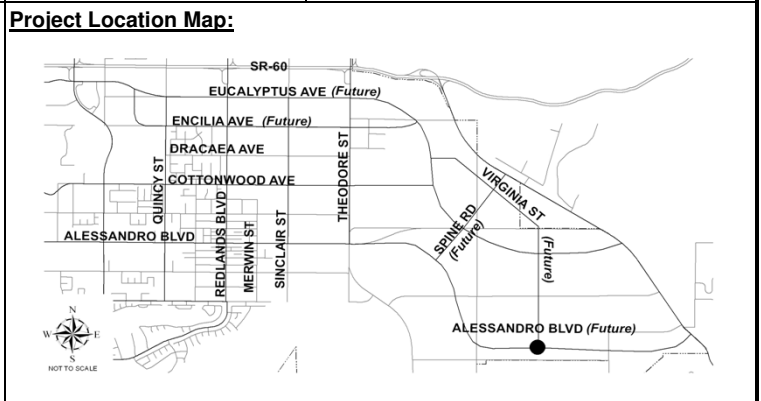 Project Location Map:
SR-60
EUCALYPTUS AVE (Future)
ENCILIA AVE (Future)
DRACAEA AVE
COTTONWOOD AVE
ALESSANDRO BLVD
QUINCY ST
REDLANDS BLVD
MERWIN ST
SINCLAIR ST
THEODORE ST
VIRGINIA ST
SPINE RD
(Future)
(Future)
ALESSANDRO BLVD (Future)
N
W E
S
NOT TO SCALE